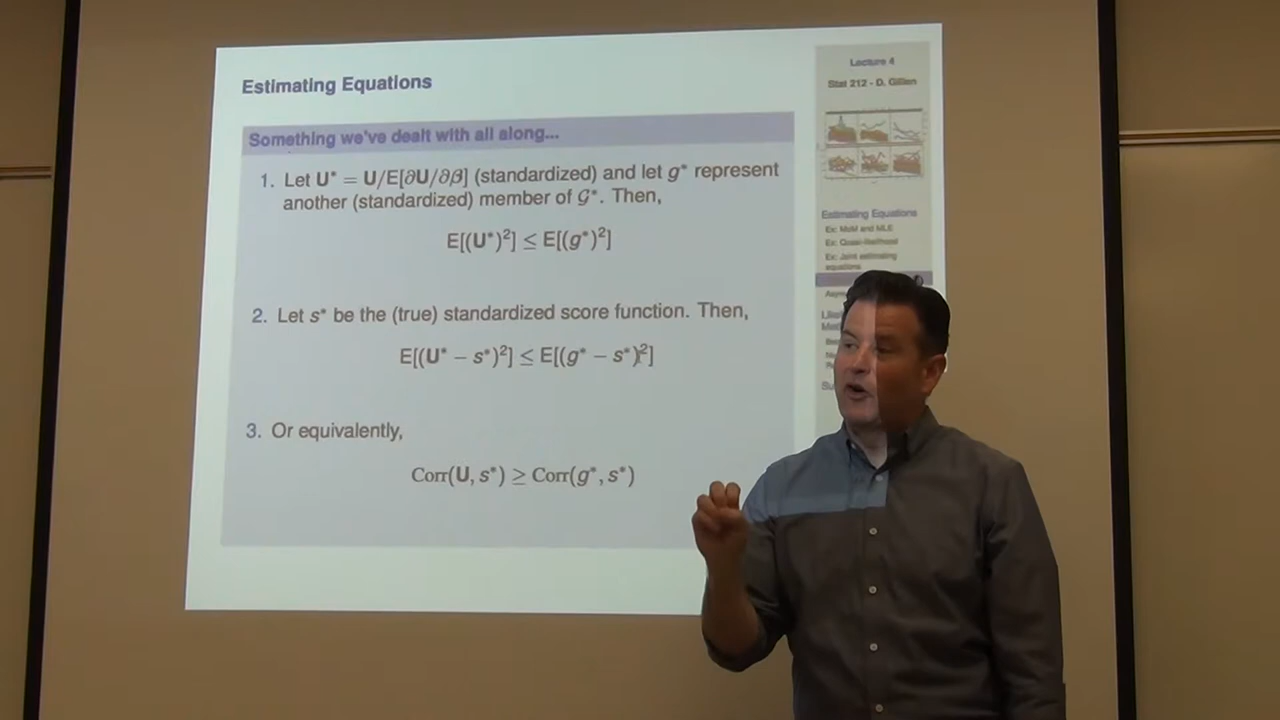 Estimating Equations
Something we've dealt with all along...
1. Let U* = U/E[∂U/∂β] (standardized) and let g* represent
another (standardized) member of 𝒢*. Then,
E[(U*)²] ≤ E[(g*)²]
2. Let s* be the (true) standardized score function. Then,
E[(U* − s*)²] ≤ E[(g* − s*)²]
3. Or equivalently,
Corr(U, s*) ≥ Corr(g*, s*)
Lecture 4
Stat 212 - D. Gillen
Estimating Equations
Ex: MoM and MLE
Ex: Quasi-likelihood
Ex: Joint estimating
equations